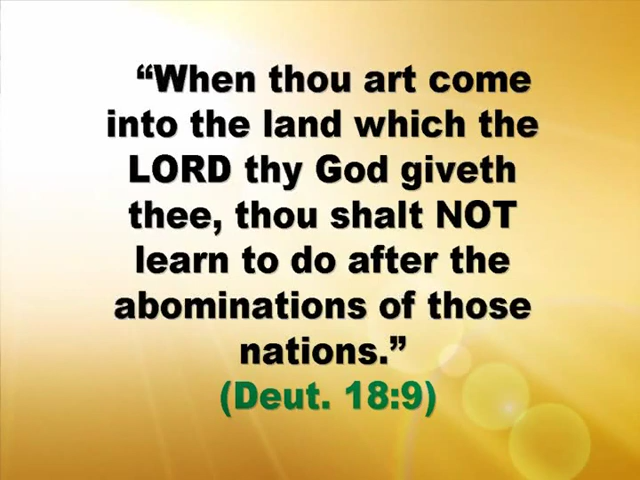 “When thou art come
into the land which the
LORD thy God giveth
thee, thou shalt NOT
learn to do after the
abominations of those
nations.”
(Deut. 18:9)